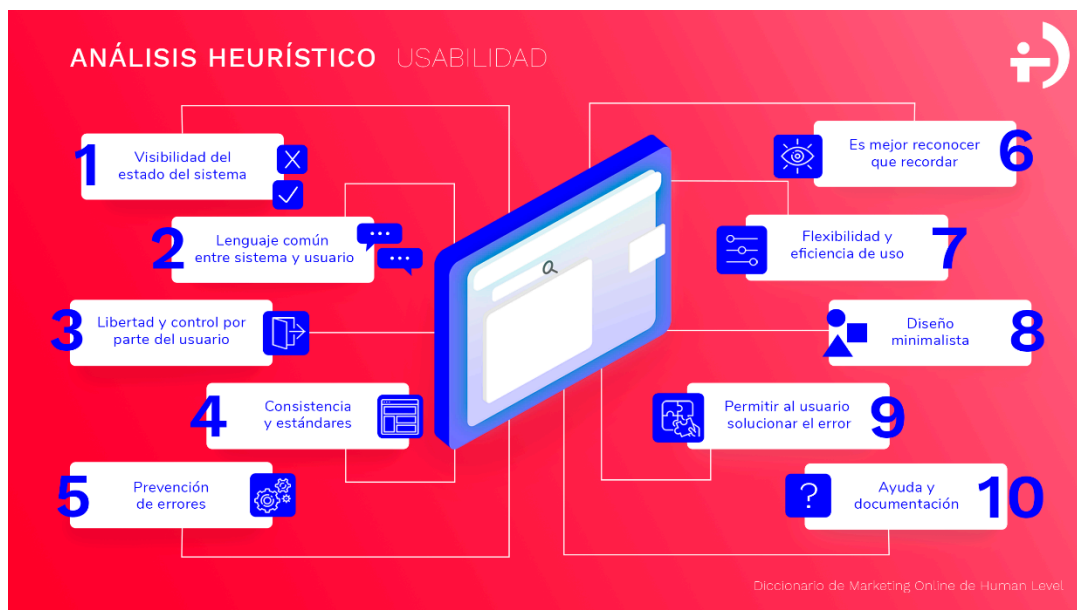 ANÁLISIS HEURÍSTICO USABILIDAD
1
Visibilidad del
estado del sistema
2
Lenguaje común
entre sistema y usuario
3
Libertad y control por
parte del usuario
4
Consistencia
y estándares
5
Prevención
de errores
6
Es mejor reconocer
que recordar
7
Flexibilidad y
eficiencia de uso
8
Diseño
minimalista
9
Permitir al usuario
solucionar el error
?
10
Ayuda y
documentación
Diccionario de Marketing Online de Human Level